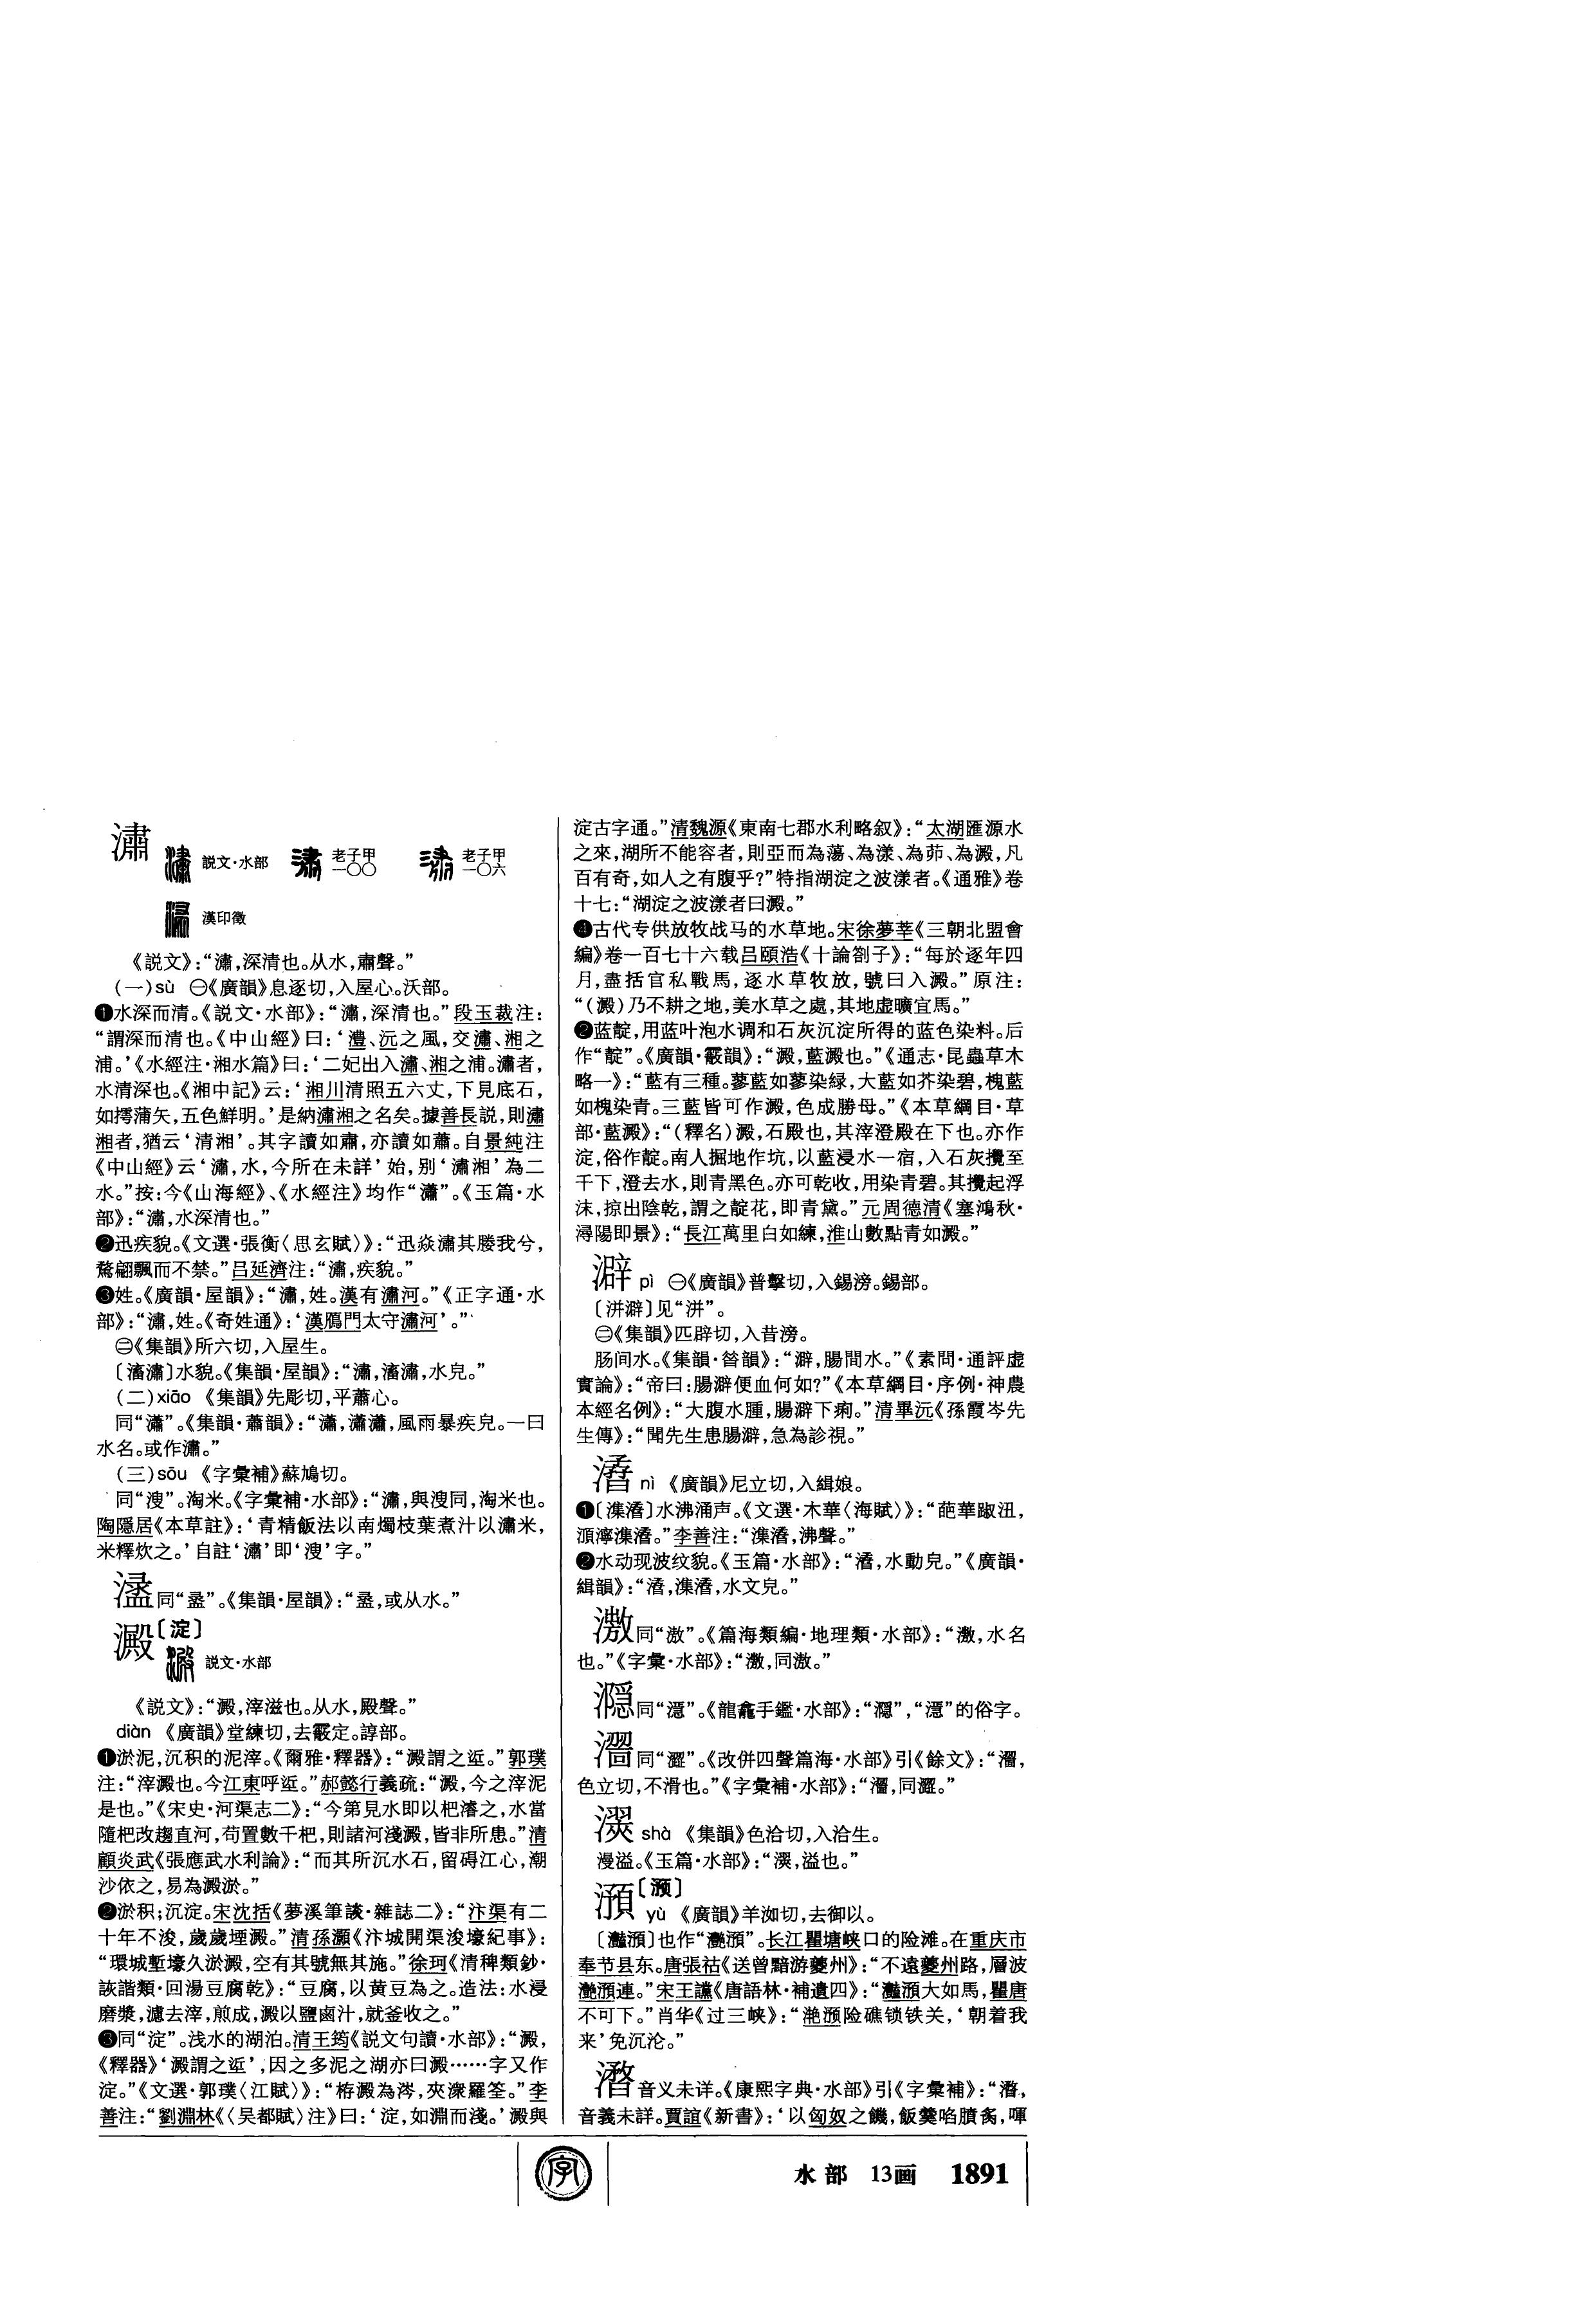 潚
説文·水部 老子甲一〇〇 老子甲一〇六
漢印徵
《説文》：“潚，深清也。从水，肅聲。”
（一）sù ㊀《廣韻》息逐切，入屋心。沃部。
❶水深而清。《説文·水部》：“潚，深清也。”段玉裁注：
“謂深而清也。《中山經》曰：‘澧、沅之風，交潚、湘之
浦。’《水經注·湘水篇》曰：‘二妃出入潚、湘之浦。潚者，
水清深也。《湘中記》云：‘湘川清照五六丈，下見底石，
如摴蒲矢，五色鮮明。’是納潚湘之名矣。據善長説，則潚
湘者，猶云‘清湘’。其字讀如肅，亦讀如蕭。自景純注
《中山經》云‘潚，水，今所在未詳’始，别‘潚湘’為二
水。”按：今《山海經》、《水經注》均作“瀟”。《玉篇·水
部》：“潚，水深清也。”
❷迅疾貌。《文選·張衡〈思玄賦〉》：“迅猋潚其媵我兮，
鶩翩飄而不禁。”吕延濟注：“潚，疾貌。”
❸姓。《廣韻·屋韻》：“潚，姓。漢有潚河。”《正字通·水
部》：“潚，姓。《奇姓通》：‘漢鴈門太守潚河’。”
㊁《集韻》所六切，入屋生。
〔滀潚〕水貌。《集韻·屋韻》：“潚，滀潚，水皃。”
（二）xiāo 《集韻》先彫切，平蕭心。
同“瀟”。《集韻·蕭韻》：“瀟，瀟瀟，風雨暴疾皃。一曰
水名。或作潚。”
（三）sōu 《字彙補》蘇鳩切。
同“溲”。淘米。《字彙補·水部》：“潚，與溲同，淘米也。
陶隱居《本草註》：‘青精飯法以南燭枝葉煮汁以潚米，
米釋炊之。’自註‘潚’即‘溲’字。”
同“盝”。《集韻·屋韻》：“盝，或从水。”
澱〔淀〕
説文·水部
《説文》：“澱，滓滋也。从水，殿聲。”
diàn 《廣韻》堂練切，去霰定。諄部。
❶淤泥，沉积的泥滓。《爾雅·釋器》：“澱謂之垽。”郭璞
注：“滓澱也。今江東呼垽。”郝懿行義疏：“澱，今之滓泥
是也。”《宋史·河渠志二》：“今第見水即以杷濬之，水當
隨杷改趨直河，苟置數千杷，則諸河淺澱，皆非所患。”清
顧炎武《張應武水利論》：“而其所沉水石，留碍江心，潮
沙依之，易為澱淤。”
❷淤积；沉淀。宋沈括《夢溪筆談·雜誌二》：“汴渠有二
十年不浚，歲歲堙澱。”清孫灝《汴城開渠浚壕紀事》：
“環城塹壕久淤澱，空有其號無其施。”徐珂《清稗類鈔·
詼諧類·回湯豆腐乾》：“豆腐，以黄豆為之。造法：水浸
磨漿，濾去滓，煎成，澱以鹽鹵汁，就釜收之。”
❸同“淀”。浅水的湖泊。清王筠《説文句讀·水部》：“澱，
《釋器》‘澱謂之垽’，因之多泥之湖亦曰澱……字又作
淀。”《文選·郭璞〈江賦〉》：“栫澱為涔，夾潨羅筌。”李
善注：“劉淵林《〈吴都賦〉注》曰：‘淀，如淵而淺。’澱與
淀古字通。”清魏源《東南七郡水利略叙》：“太湖匯源水
之來，湖所不能容者，則亞而為蕩、為漾、為茆、為澱，凡
百有奇，如人之有腹乎？”特指湖淀之波漾者。《通雅》卷
十七：“湖淀之波漾者曰澱。”
❹古代专供放牧战马的水草地。宋徐夢莘《三朝北盟會
編》卷一百七十六载吕頤浩《十論劄子》：“每於逐年四
月，盡括官私戰馬，逐水草牧放，號曰入澱。”原注：
“（澱）乃不耕之地，美水草之處，其地虚曠宜馬。”
❷蓝靛，用蓝叶泡水调和石灰沉淀所得的蓝色染料。后
作“靛”。《廣韻·霰韻》：“澱，藍澱也。”《通志·昆蟲草木
略一》：“藍有三種。蓼藍如蓼染緑，大藍如芥染碧，槐藍
如槐染青。三藍皆可作澱，色成勝母。”《本草綱目·草
部·藍澱》：“（釋名）澱，石殿也，其滓澄殿在下也。亦作
淀，俗作靛。南人掘地作坑，以藍浸水一宿，入石灰攪至
千下，澄去水，則青黑色。亦可乾收，用染青碧。其攪起浮
沫，掠出陰乾，謂之靛花，即青黛。”元周德清《塞鴻秋·
潯陽即景》：“長江萬里白如練，淮山數點青如澱。”
澼 pì ㊀《廣韻》普擊切，入錫滂。錫部。
〔洴澼〕见“洴”。
㊁《集韻》匹辟切，入昔滂。
肠间水。《集韻·㫺韻》：“澼，腸間水。”《素問·通評虚
實論》：“帝曰：腸澼便血何如？”《本草綱目·序例·神農
本經名例》：“大腹水腫，腸澼下痢。”清畢沅《孫霞岑先
生傳》：“聞先生患腸澼，急為診視。”
濳 nì 《廣韻》尼立切，入緝娘。
❶〔潗〕水沸涌声。《文選·木華〈海賦〉》：“葩華踧沑，
澒濘潗。”李善注：“潗，沸聲。”
❷水动现波纹貌。《玉篇·水部》：“水動皃。”《廣韻·
緝韻》：“潗，水文皃。”
同“滶”。《篇海類編·地理類·水部》：“水名
也。”《字彙·水部》：“同滶。”
同“濦”。《龍龕手鑑·水部》：“”，“濦”的俗字。
同“澀”。《改併四聲篇海·水部》引《餘文》：“
色立切，不滑也。”《字彙補·水部》：“同澀。”
shà 《集韻》色洽切，入洽生。
漫溢。《玉篇·水部》：“溢也。”
澦〔滪〕
yù 《廣韻》羊洳切，去御以。
〔灩澦〕也作“灧澦”。长江瞿塘峡口的险滩。在重庆市
奉节县东。唐張祜《送曾黯游夔州》：“不遠夔州路，層波
灧澦連。”宋王讜《唐語林·補遺四》：“灩澦大如馬，瞿唐
不可下。”肖华《过三峡》：“滟滪险礁锁铁关，‘朝着我
来’免沉沦。”
音义未详。《康熙字典·水部》引《字彙補》：“
音義未詳。賈誼《新書》：‘以匈奴之饑，飯羹啗膹炙，喗
水部 13画 1891